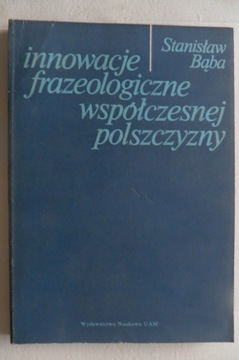 Stanisław
Bąba
innowacje
frazeologiczne
współczesnej
polszczyzny
Wydawnictwo Naukowe UAM